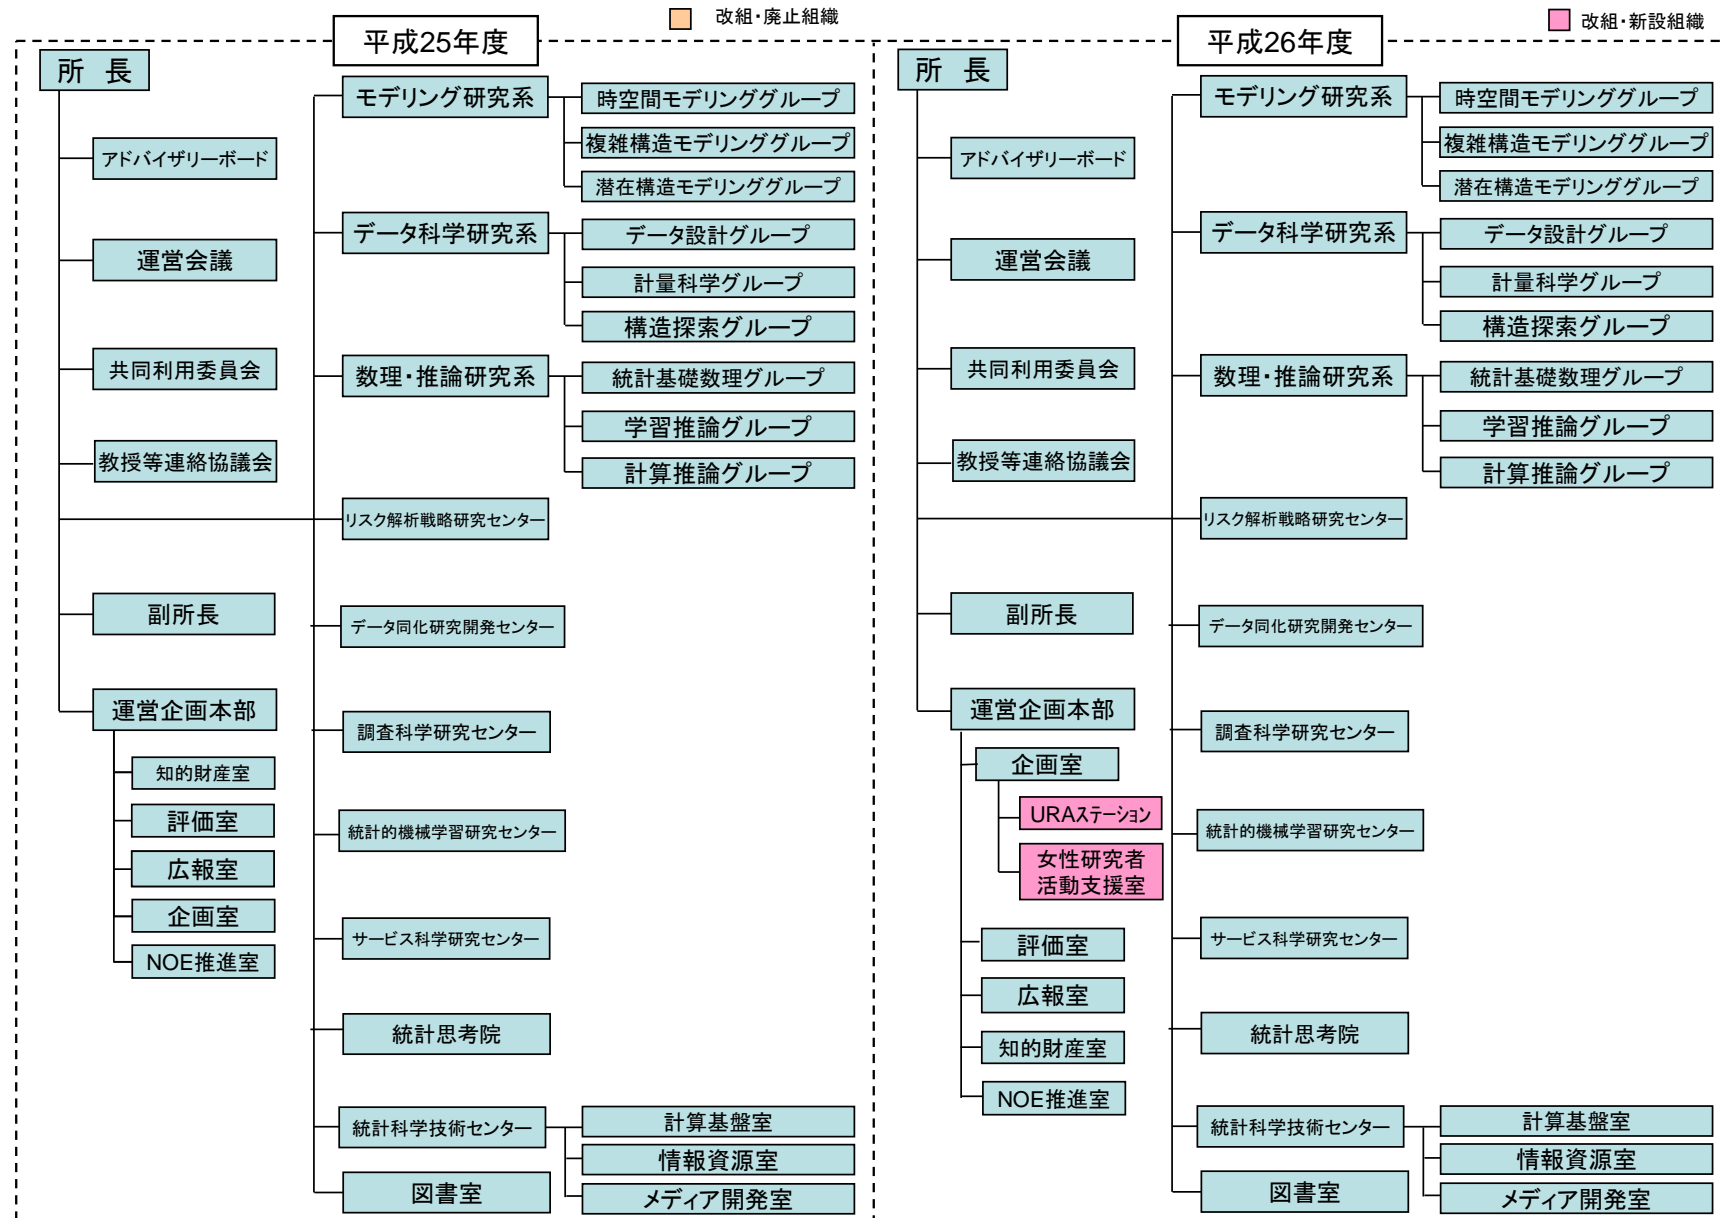 改組・廃止組織
平成25年度
所　長
アドバイザリーボード
運営会議
共同利用委員会
教授等連絡協議会
副所長
運営企画本部
知的財産室
評価室
広報室
企画室
NOE推進室
モデリング研究系
時空間モデリンググループ
複雑構造モデリンググループ
潜在構造モデリンググループ
データ科学研究系
データ設計グループ
計量科学グループ
構造探索グループ
数理・推論研究系
統計基礎数理グループ
学習推論グループ
計算推論グループ
リスク解析戦略研究センター
データ同化研究開発センター
調査科学研究センター
統計的機械学習研究センター
サービス科学研究センター
統計思考院
統計科学技術センター
計算基盤室
情報資源室
メディア開発室
図書室
改組・新設組織
平成26年度
所　長
アドバイザリーボード
運営会議
共同利用委員会
教授等連絡協議会
副所長
運営企画本部
企画室
URAｽﾃｰｼｮﾝ
女性研究者
活動支援室
評価室
広報室
知的財産室
NOE推進室
モデリング研究系
時空間モデリンググループ
複雑構造モデリンググループ
潜在構造モデリンググループ
データ科学研究系
データ設計グループ
計量科学グループ
構造探索グループ
数理・推論研究系
統計基礎数理グループ
学習推論グループ
計算推論グループ
リスク解析戦略研究センター
データ同化研究開発センター
調査科学研究センター
統計的機械学習研究センター
サービス科学研究センター
統計思考院
統計科学技術センター
計算基盤室
情報資源室
メディア開発室
図書室